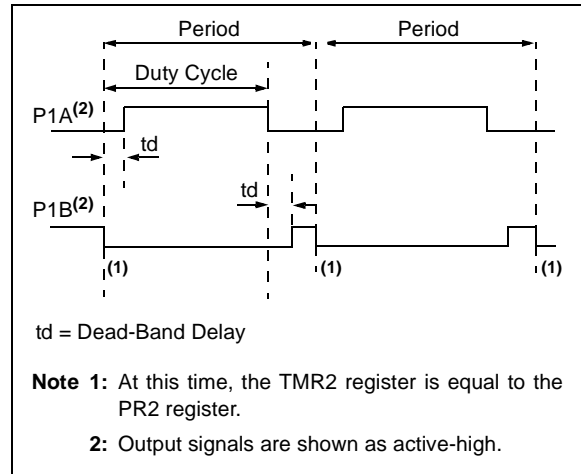 Period Period
Duty Cycle
P1A(2)
td
td
P1B(2)
(1) (1) (1)
td = Dead-Band Delay
Note 1: At this time, the TMR2 register is equal to the
PR2 register.
2: Output signals are shown as active-high.